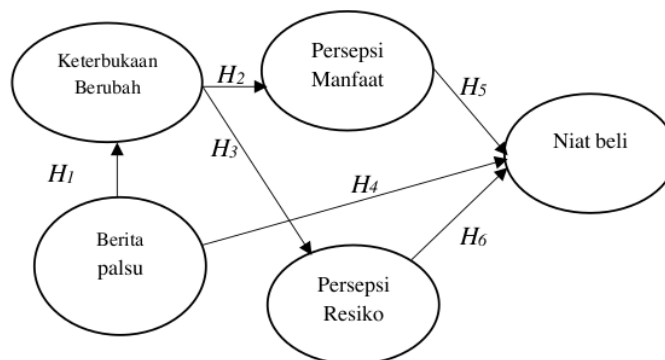 Keterbukaan
Berubah
H2
Persepsi
Manfaat
H5
Niat beli
H3
H1
H4
Berita
palsu
H6
Persepsi
Resiko